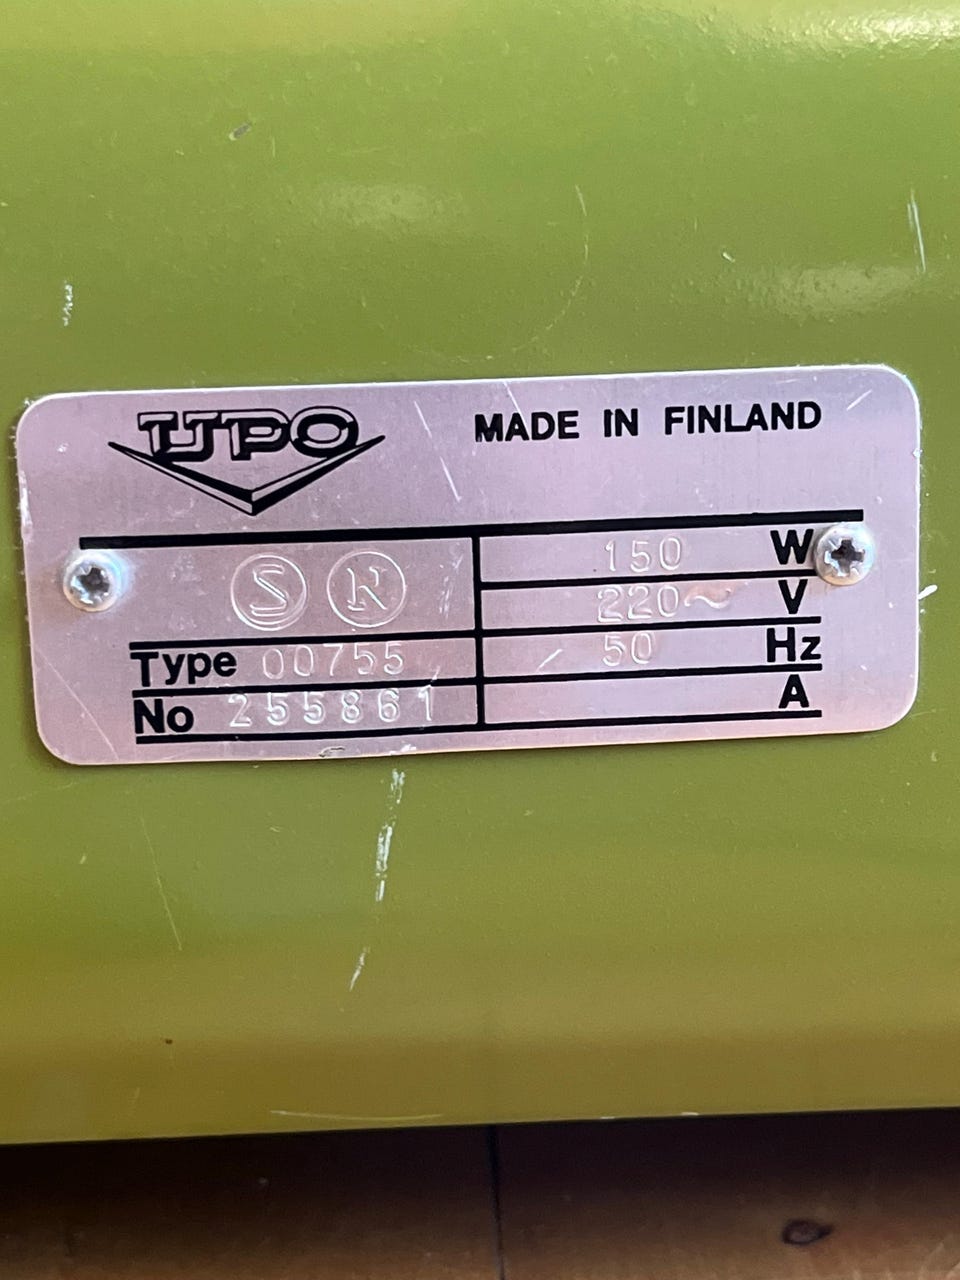 UPO
MADE IN FINLAND
S N
150 W
220~ V
Type 00755
50 Hz
No 255861
A